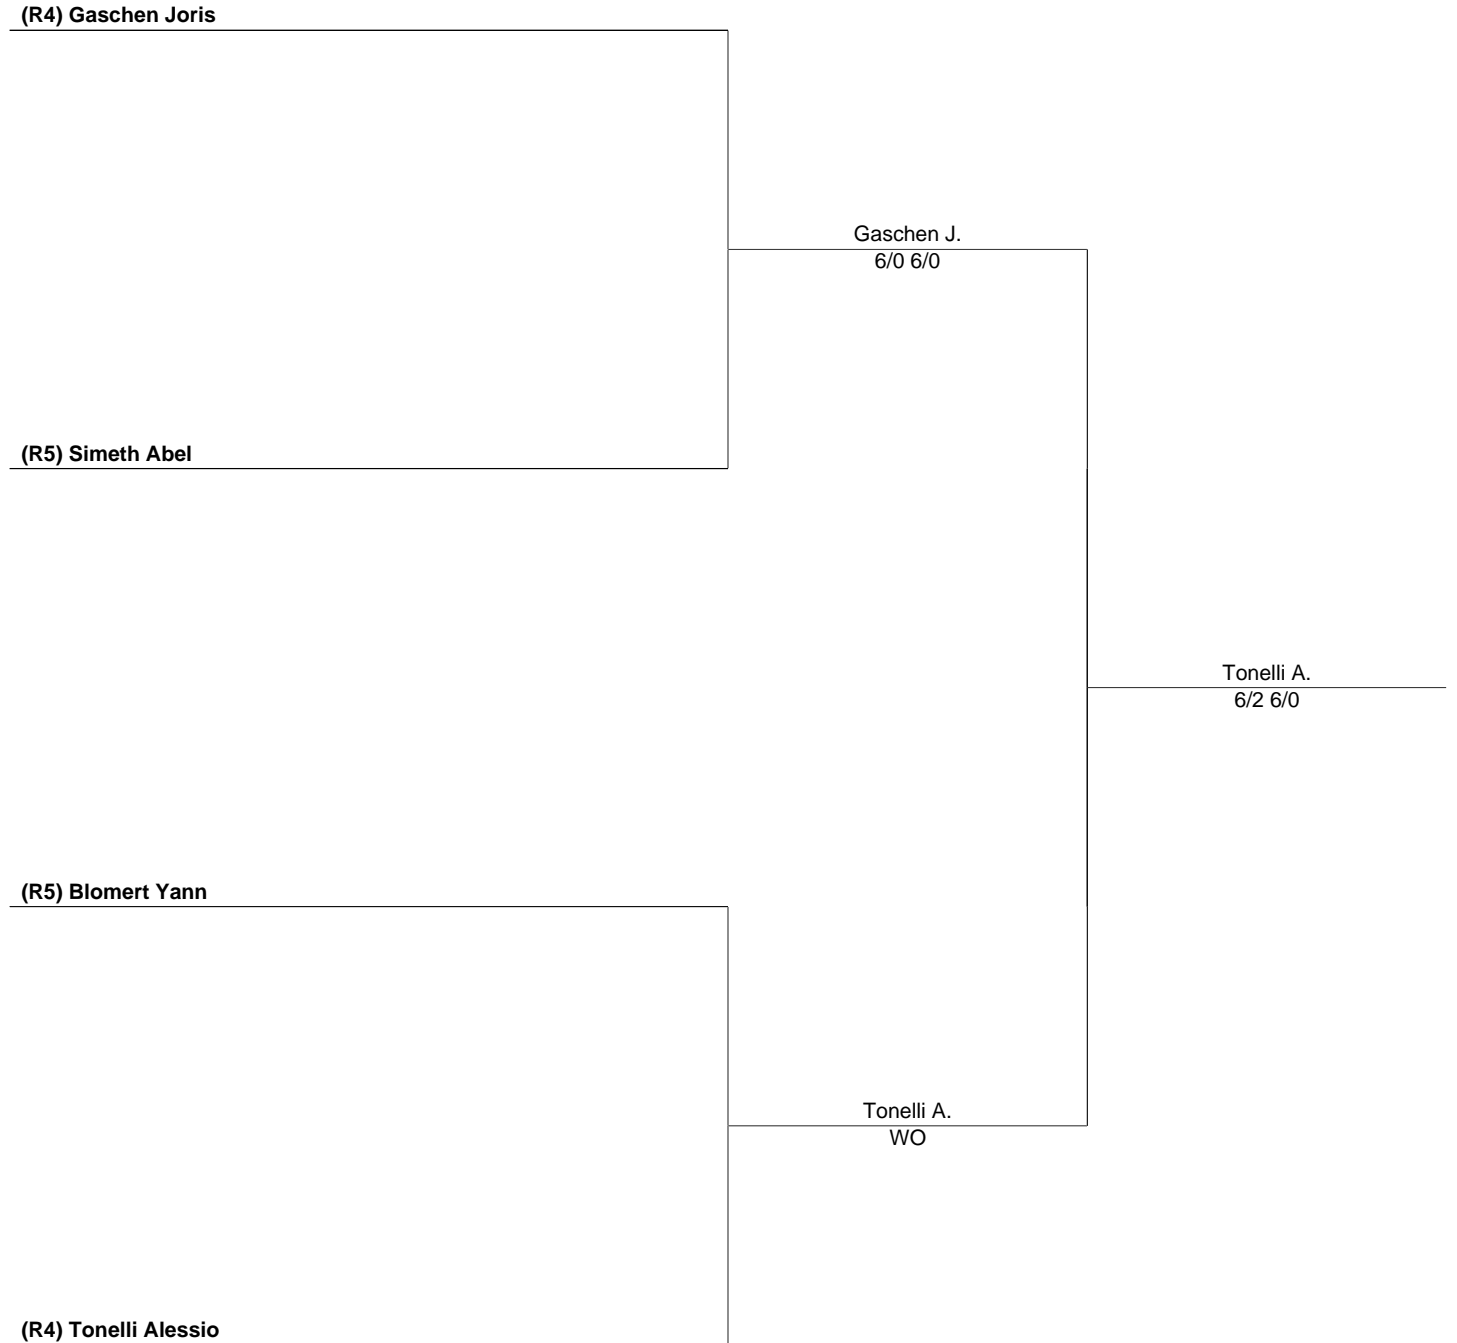 (R4) Gaschen Joris
Gaschen J.
6/0 6/0
(R5) Simeth Abel
Tonelli A.
6/2 6/0
(R5) Blomert Yann
Tonelli A.
WO
(R4) Tonelli Alessio